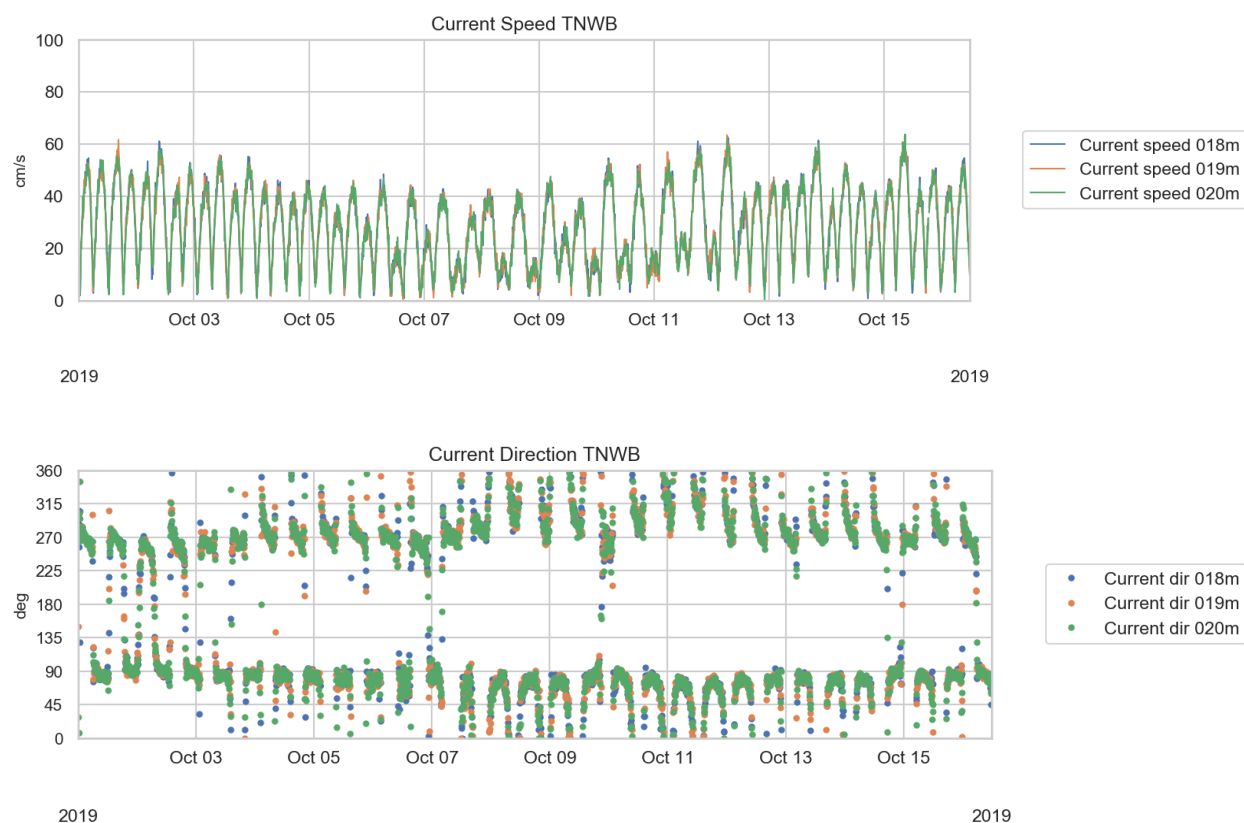 Current Speed TNWB
100
80
60
40
20
0
cm/s
Oct 03 Oct 05 Oct 07 Oct 09 Oct 11 Oct 13 Oct 15
2019 2019
Current speed 018m
Current speed 019m
Current speed 020m
Current Direction TNWB
360
315
270
225
180
135
90
45
0
deg
Oct 03 Oct 05 Oct 07 Oct 09 Oct 11 Oct 13 Oct 15
2019 2019
Current dir 018m
Current dir 019m
Current dir 020m